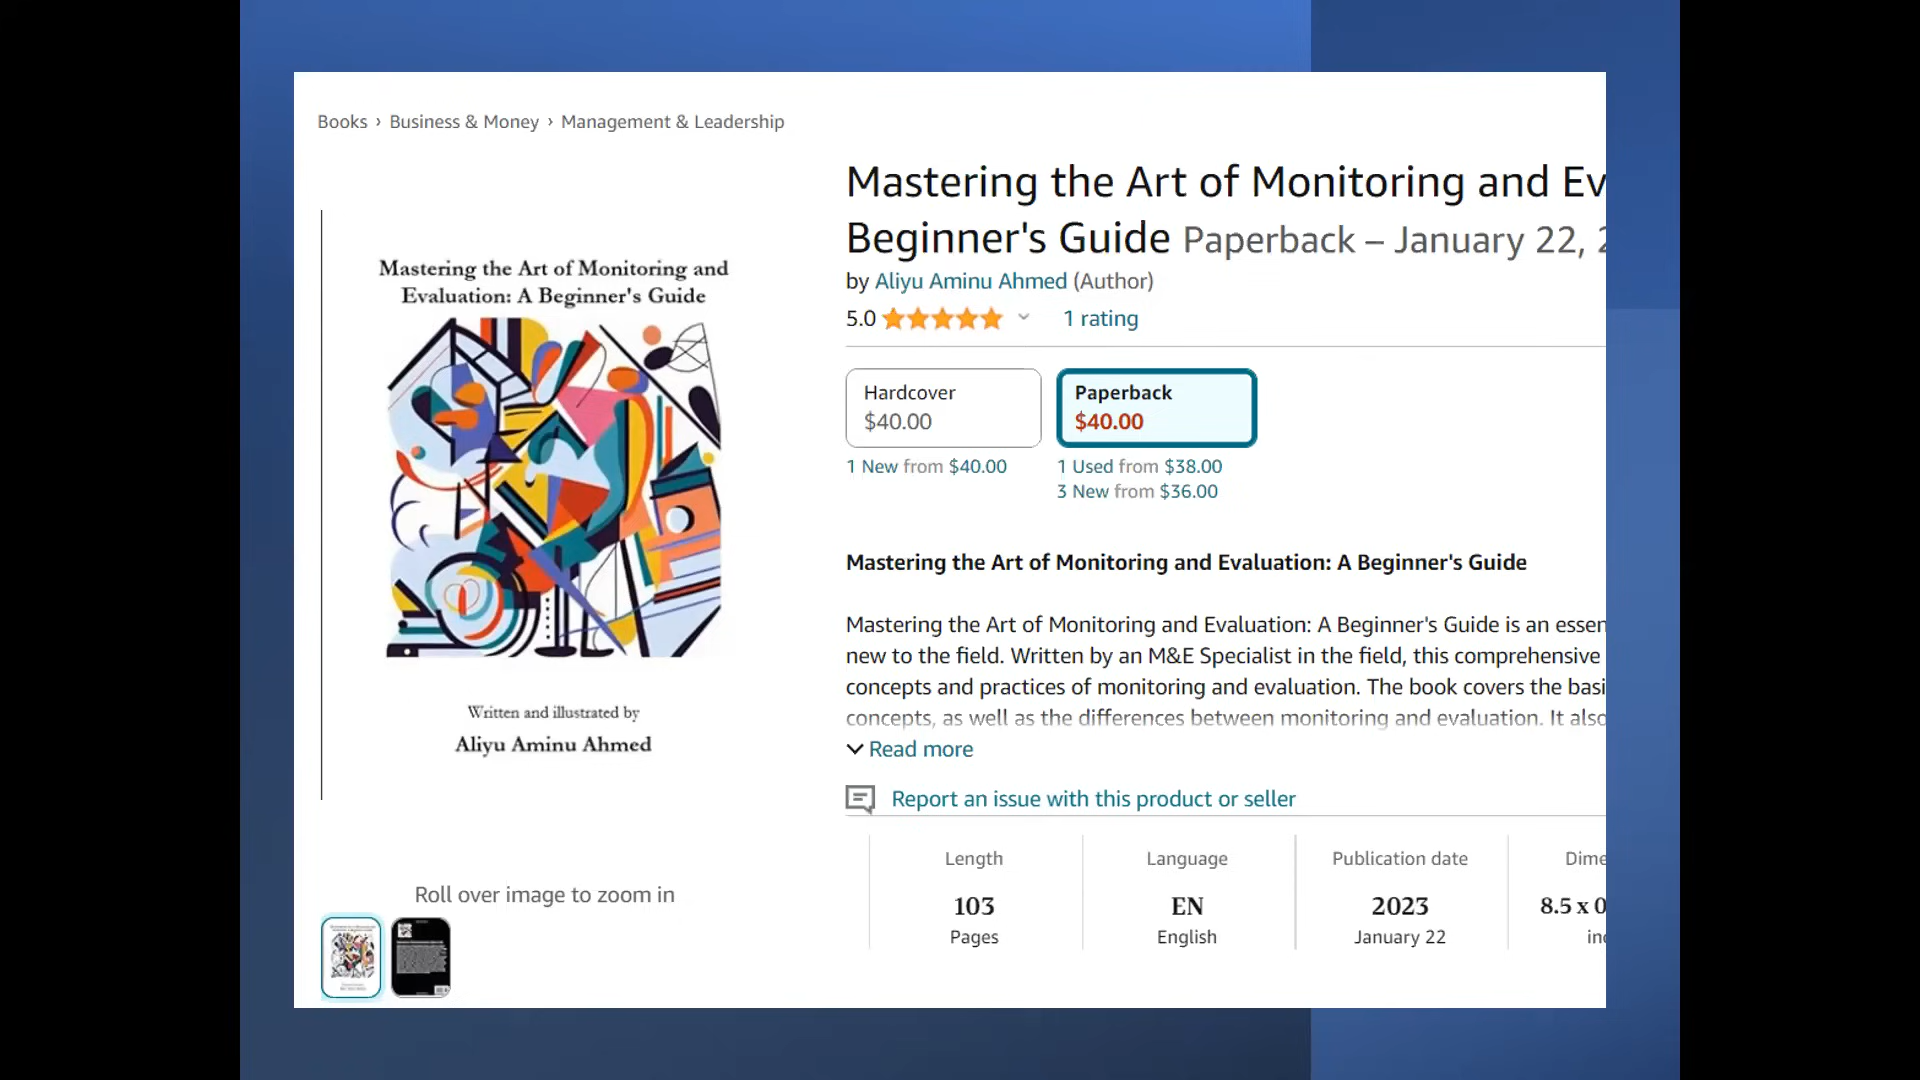 Books › Business & Money › Management & Leadership
Mastering the Art of Monitoring and Ev
Beginner's Guide Paperback – January 22, 2
by Aliyu Aminu Ahmed (Author)
5.0 1 rating
Hardcover
$40.00
Paperback
$40.00
1 New from $40.00
1 Used from $38.00
3 New from $36.00
Mastering the Art of Monitoring and
Evaluation: A Beginner's Guide
Written and illustrated by
Aliyu Aminu Ahmed
Mastering the Art of Monitoring and Evaluation: A Beginner's Guide
Mastering the Art of Monitoring and Evaluation: A Beginner's Guide is an essen
new to the field. Written by an M&E Specialist in the field, this comprehensive
concepts and practices of monitoring and evaluation. The book covers the basi
concepts, as well as the differences between monitoring and evaluation. It also
Read more
Report an issue with this product or seller
Length
103
Pages
Language
EN
English
Publication date
2023
January 22
Dime
8.5 x 0
inc
Roll over image to zoom in